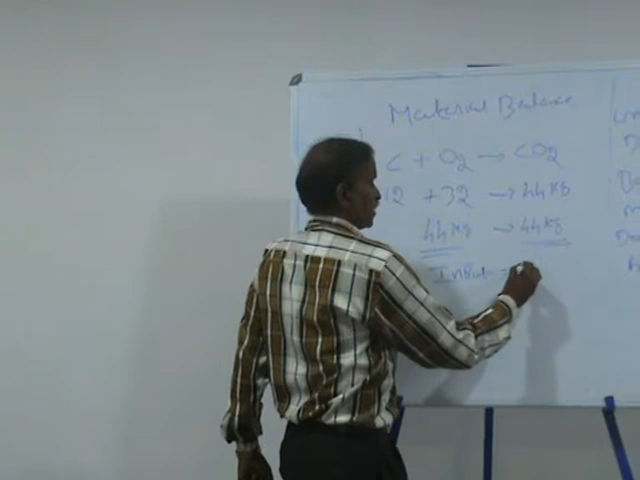 Material Balance
C + O2 → CO2
12 + 32 → 44 kg
44 kg → 44 kg
Input =